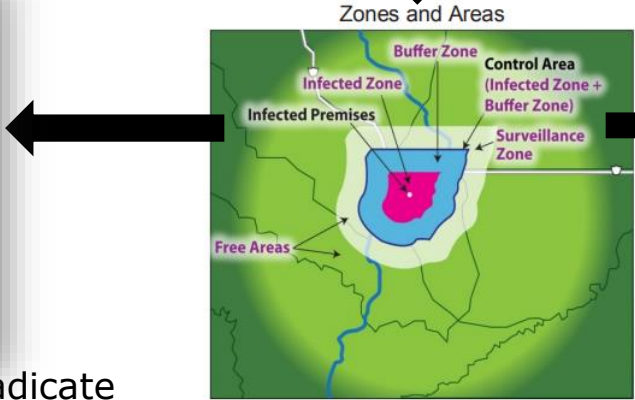 Zones and Areas
Buffer Zone
Control Area
(Infected Zone +
Buffer Zone)
Infected Zone
Infected Premises
Surveillance
Zone
Free Areas
adicate